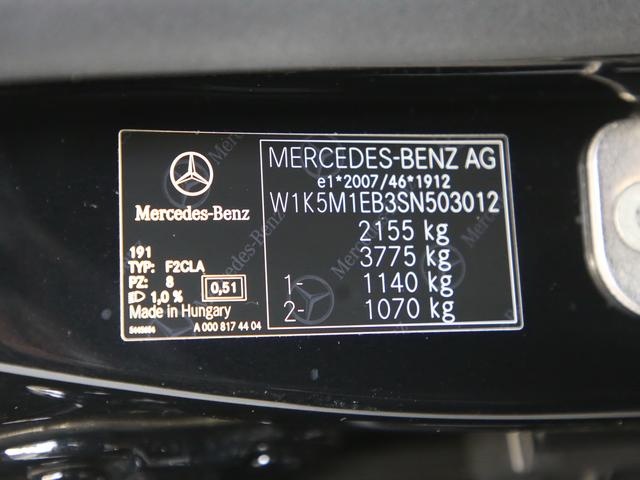 Mercedes-Benz
191
TYP: F2CLA
PZ: 8
1,0 % 0,51
Made in Hungary
A 000 817 44 04
MERCEDES-BENZ AG
e1*2007/46*1912
W1K5M1EB3SN503012
2155 kg
3775 kg
1- 1140 kg
2- 1070 kg